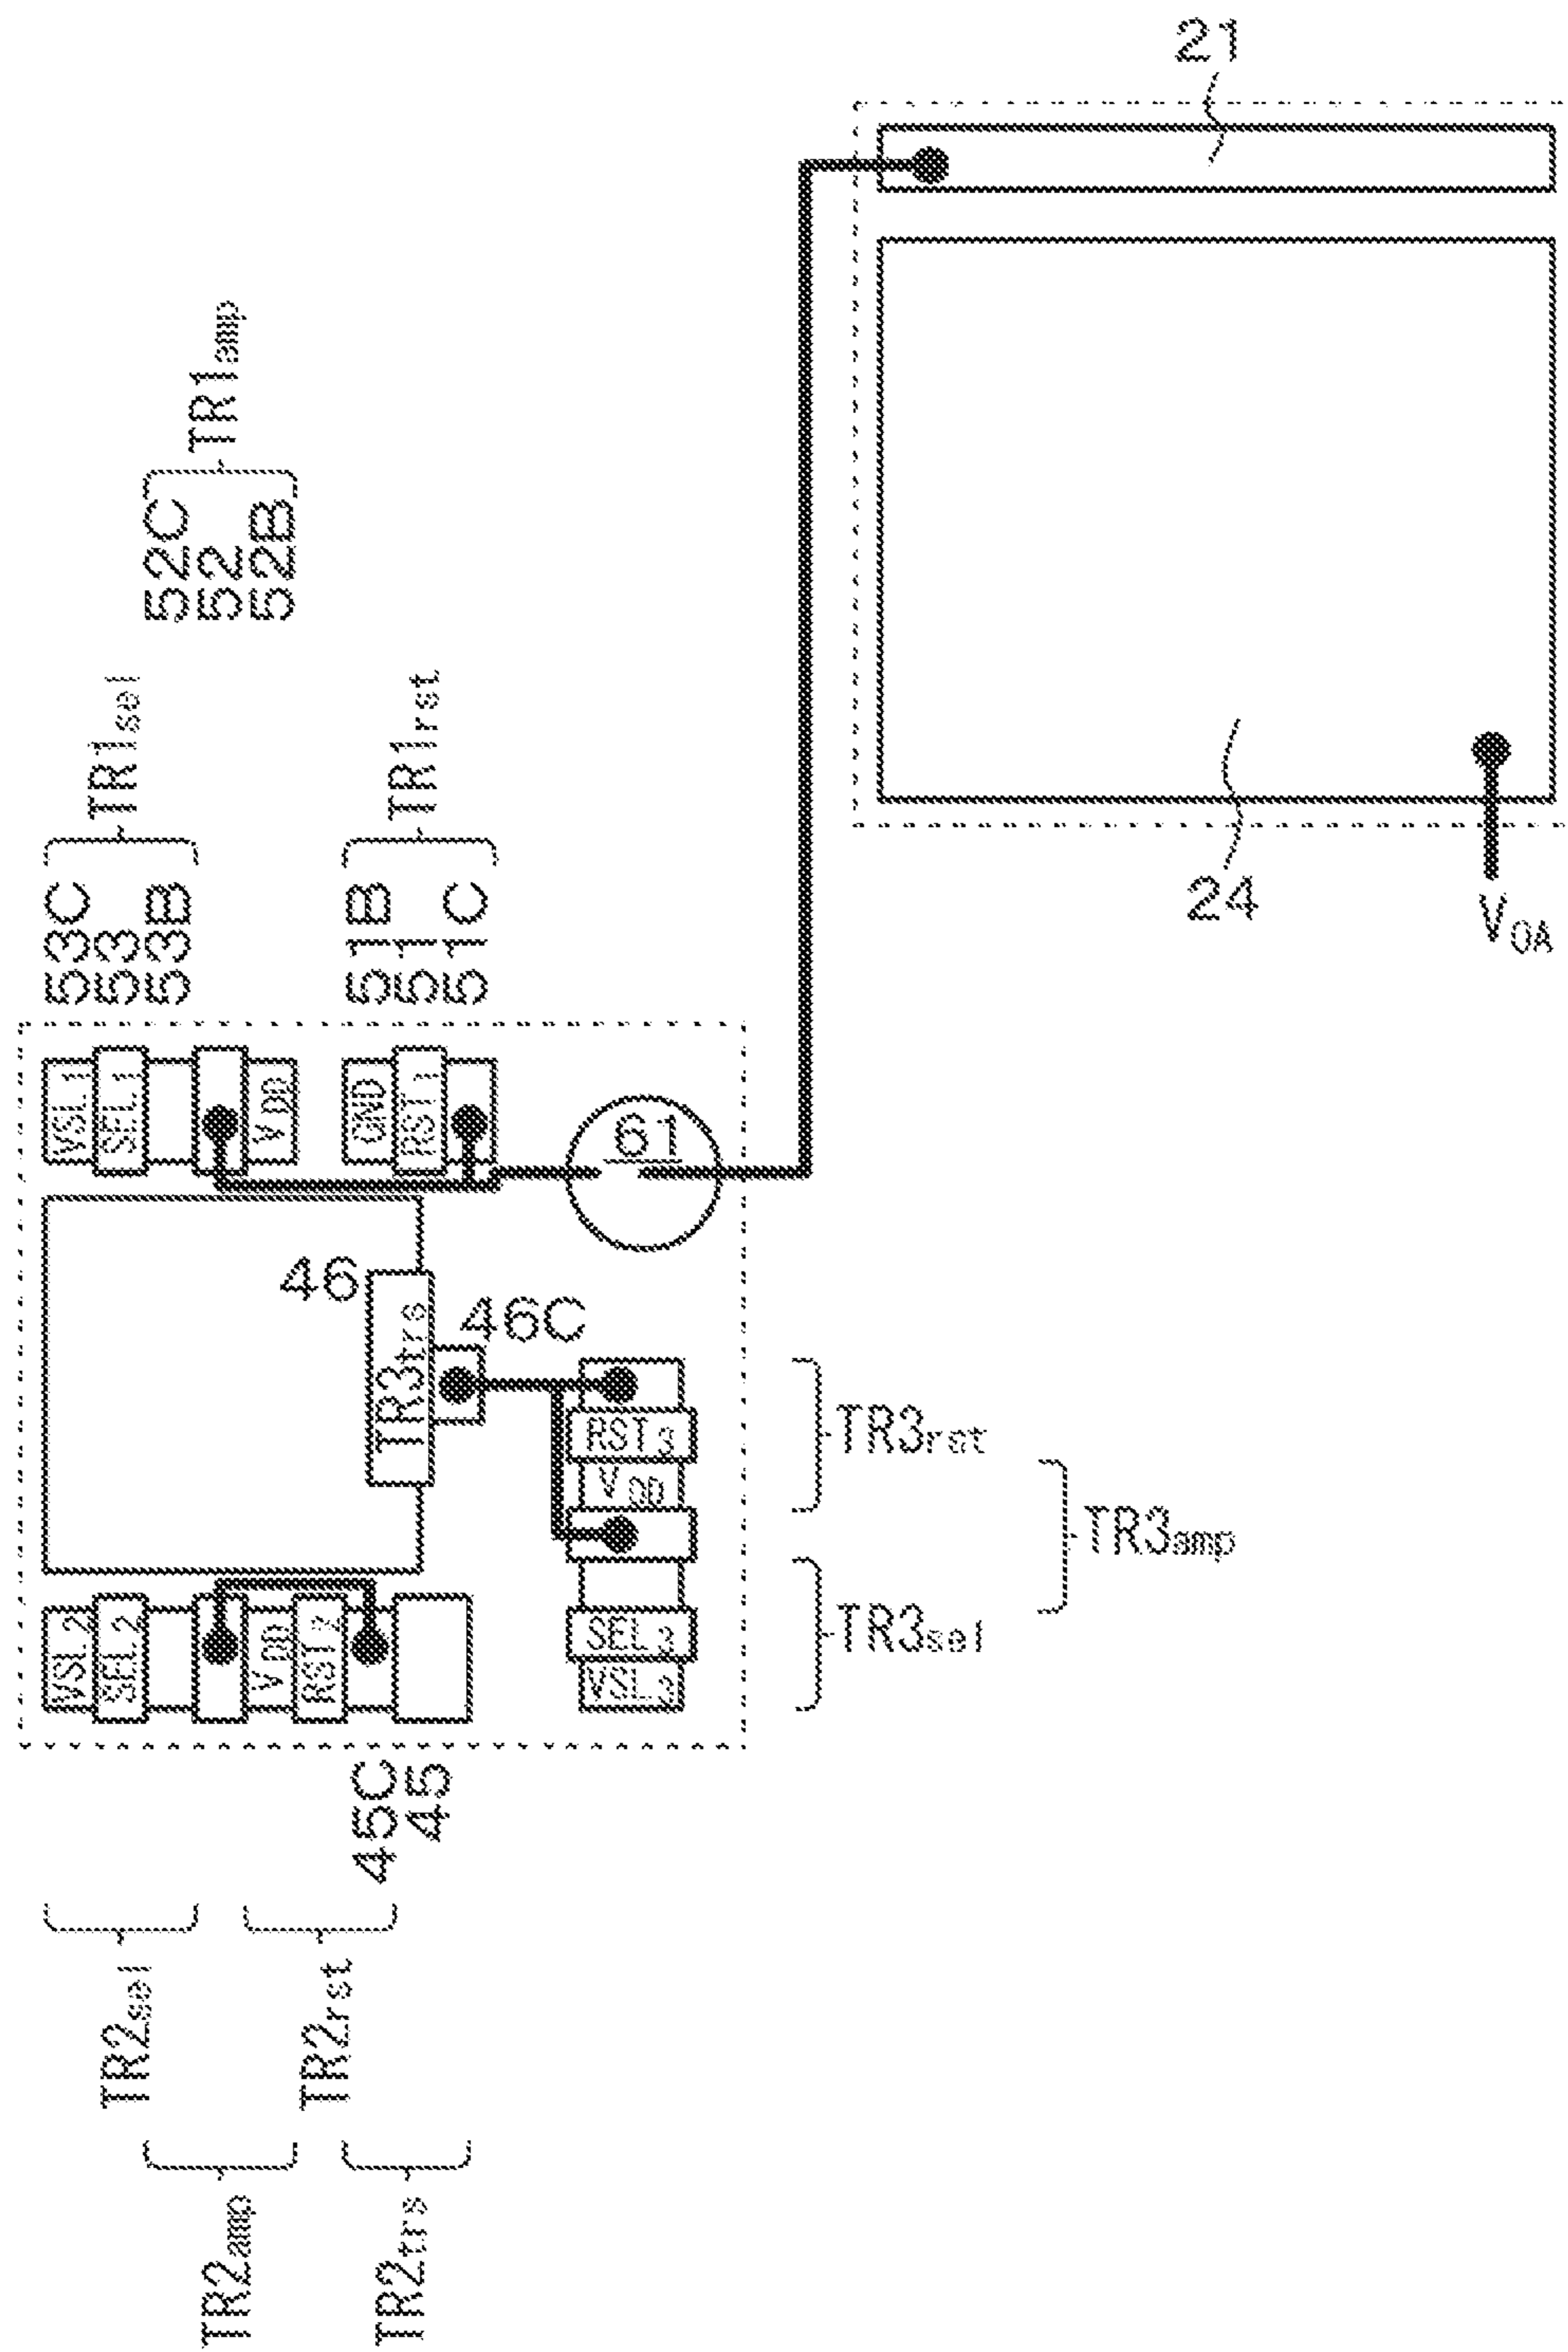 21
TR1amp
52C
52
52B
TR1sel
TR1rst
53C
53
53B
51B
51
51C
24
VOA
VSL1
SEL1
VDD
GND
RST1
61
46
TR3trs
46C
RST3
VDD
SEL3
VSL3
TR3rst
TR3amp
TR3sel
VSL2
SEL2
VDD
RST2
45C
45
TR2sel
TR2rst
TR2amp
TR2trs